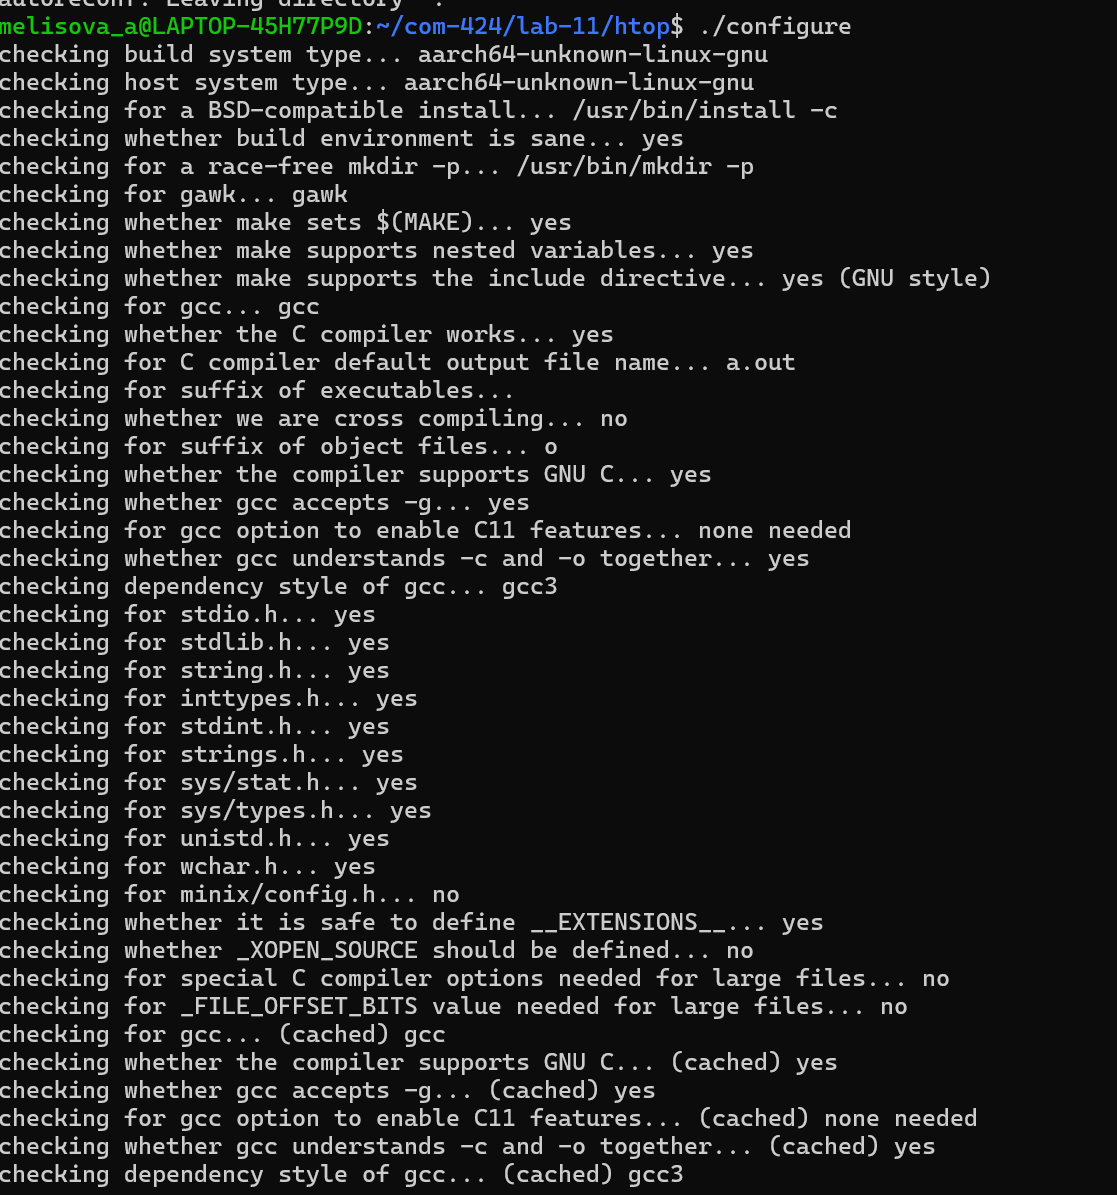 autoreconf: Leaving directory '.'
melisova_a@LAPTOP-45H77P9D:~/com-424/lab-11/htop$ ./configure
checking build system type... aarch64-unknown-linux-gnu
checking host system type... aarch64-unknown-linux-gnu
checking for a BSD-compatible install... /usr/bin/install -c
checking whether build environment is sane... yes
checking for a race-free mkdir -p... /usr/bin/mkdir -p
checking for gawk... gawk
checking whether make sets $(MAKE)... yes
checking whether make supports nested variables... yes
checking whether make supports the include directive... yes (GNU style)
checking for gcc... gcc
checking whether the C compiler works... yes
checking for C compiler default output file name... a.out
checking for suffix of executables...
checking whether we are cross compiling... no
checking for suffix of object files... o
checking whether the compiler supports GNU C... yes
checking whether gcc accepts -g... yes
checking for gcc option to enable C11 features... none needed
checking whether gcc understands -c and -o together... yes
checking dependency style of gcc... gcc3
checking for stdio.h... yes
checking for stdlib.h... yes
checking for string.h... yes
checking for inttypes.h... yes
checking for stdint.h... yes
checking for strings.h... yes
checking for sys/stat.h... yes
checking for sys/types.h... yes
checking for unistd.h... yes
checking for wchar.h... yes
checking for minix/config.h... no
checking whether it is safe to define __EXTENSIONS__... yes
checking whether _XOPEN_SOURCE should be defined... no
checking for special C compiler options needed for large files... no
checking for _FILE_OFFSET_BITS value needed for large files... no
checking for gcc... (cached) gcc
checking whether the compiler supports GNU C... (cached) yes
checking whether gcc accepts -g... (cached) yes
checking for gcc option to enable C11 features... (cached) none needed
checking whether gcc understands -c and -o together... (cached) yes
checking dependency style of gcc... (cached) gcc3